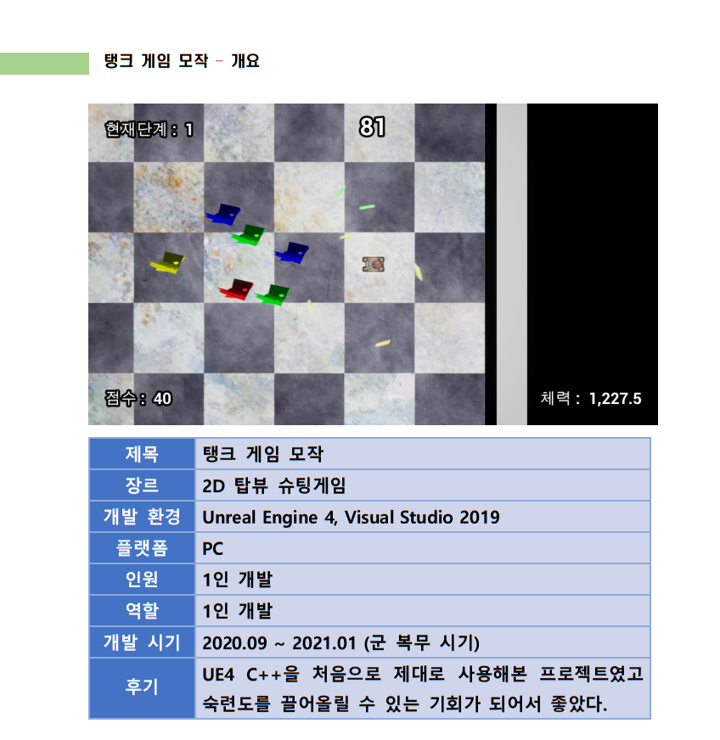 탱크 게임 모작 – 개요
현재단계 : 1
81
점수 : 40
체력 : 1,227.5
제목 탱크 게임 모작
장르 2D 탑뷰 슈팅게임
개발 환경 Unreal Engine 4, Visual Studio 2019
플랫폼 PC
인원 1인 개발
역할 1인 개발
개발 시기 2020.09 ~ 2021.01 (군 복무 시기)
후기 UE4 C++을 처음으로 제대로 사용해본 프로젝트였고
숙련도를 끌어올릴 수 있는 기회가 되어서 좋았다.